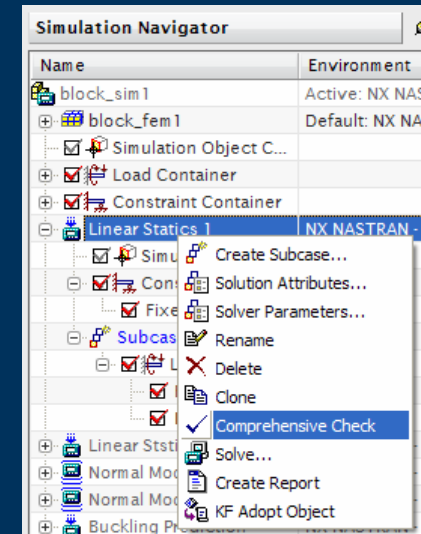 Simulation Navigator
Name Environment
block_sim1 Active: NX NAS
block_fem1 Default: NX NA
Simulation Object C...
Load Container
Constraint Container
Linear Statics 1 NX NASTRAN -
Simu
Create Subcase...
Cons
Solution Attributes...
Fixe
Solver Parameters...
Subcas
Rename
L
Delete
Clone
Comprehensive Check
Linear Ststi
Solve...
Normal Mod
Create Report
Normal Mod
KF Adopt Object
Buckling Prediction